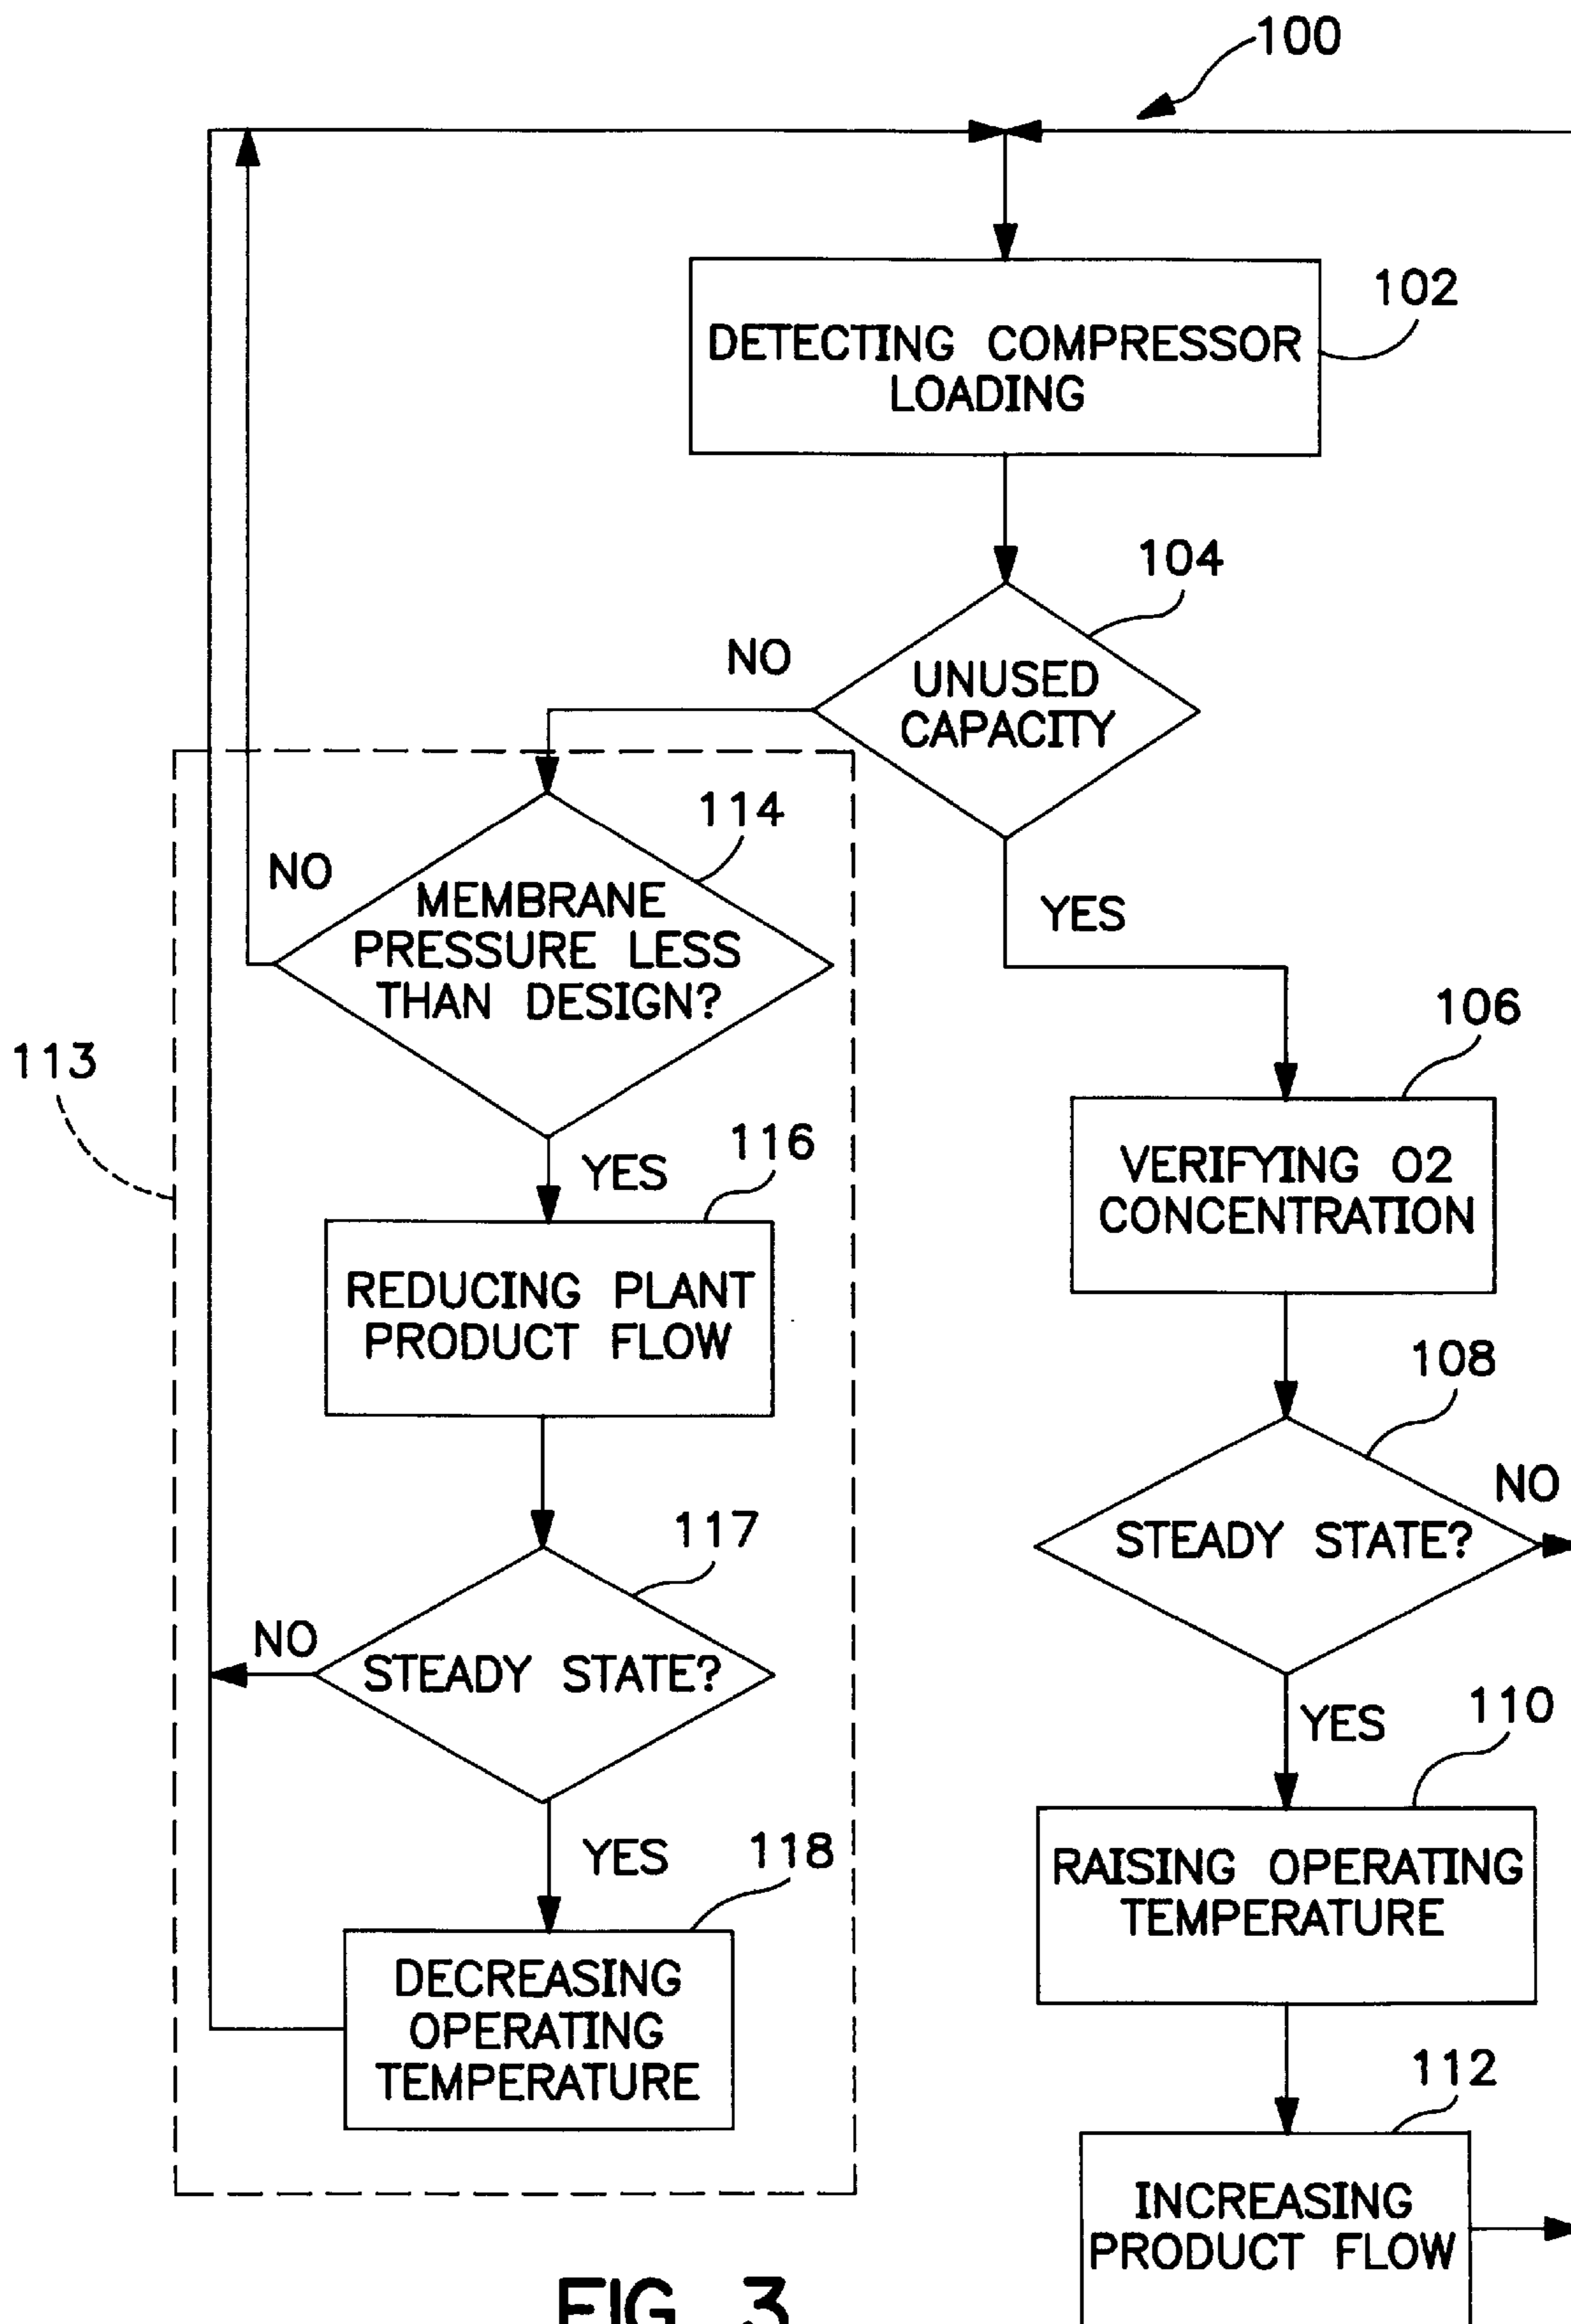 100
DETECTING COMPRESSOR
LOADING
102
104
NO
UNUSED
CAPACITY
YES
114
NO
MEMBRANE
PRESSURE LESS
THAN DESIGN?
113
YES
116
REDUCING PLANT
PRODUCT FLOW
117
NO
STEADY STATE?
YES
118
DECREASING
OPERATING
TEMPERATURE
106
VERIFYING O2
CONCENTRATION
108
NO
STEADY STATE?
YES
110
RAISING OPERATING
TEMPERATURE
112
INCREASING
PRODUCT FLOW
FIG. 3